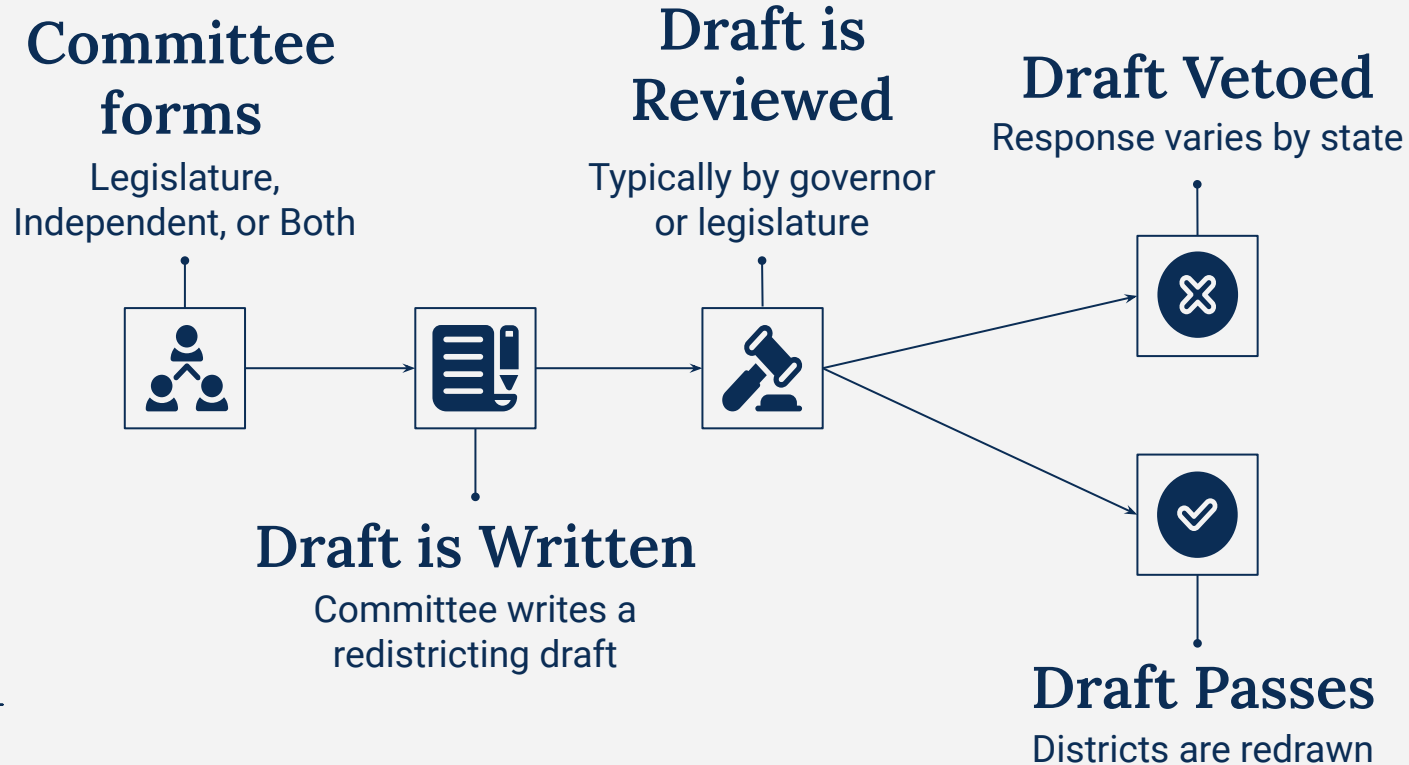 Committee
forms
Legislature,
Independent, or Both
Draft is Written
Committee writes a
redistricting draft
Draft is
Reviewed
Typically by governor
or legislature
Draft Vetoed
Response varies by state
Draft Passes
Districts are redrawn